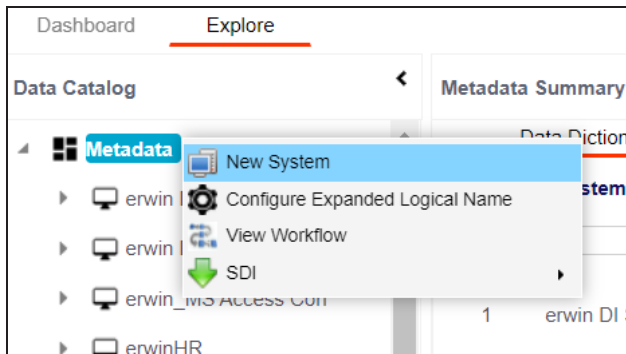 Dashboard Explore
Data Catalog
Metadata Summary
Metadata
New System
Configure Expanded Logical Name
View Workflow
SDI
erwin
erwin
erwin_MS Access
erwinHR
1 erwin DI